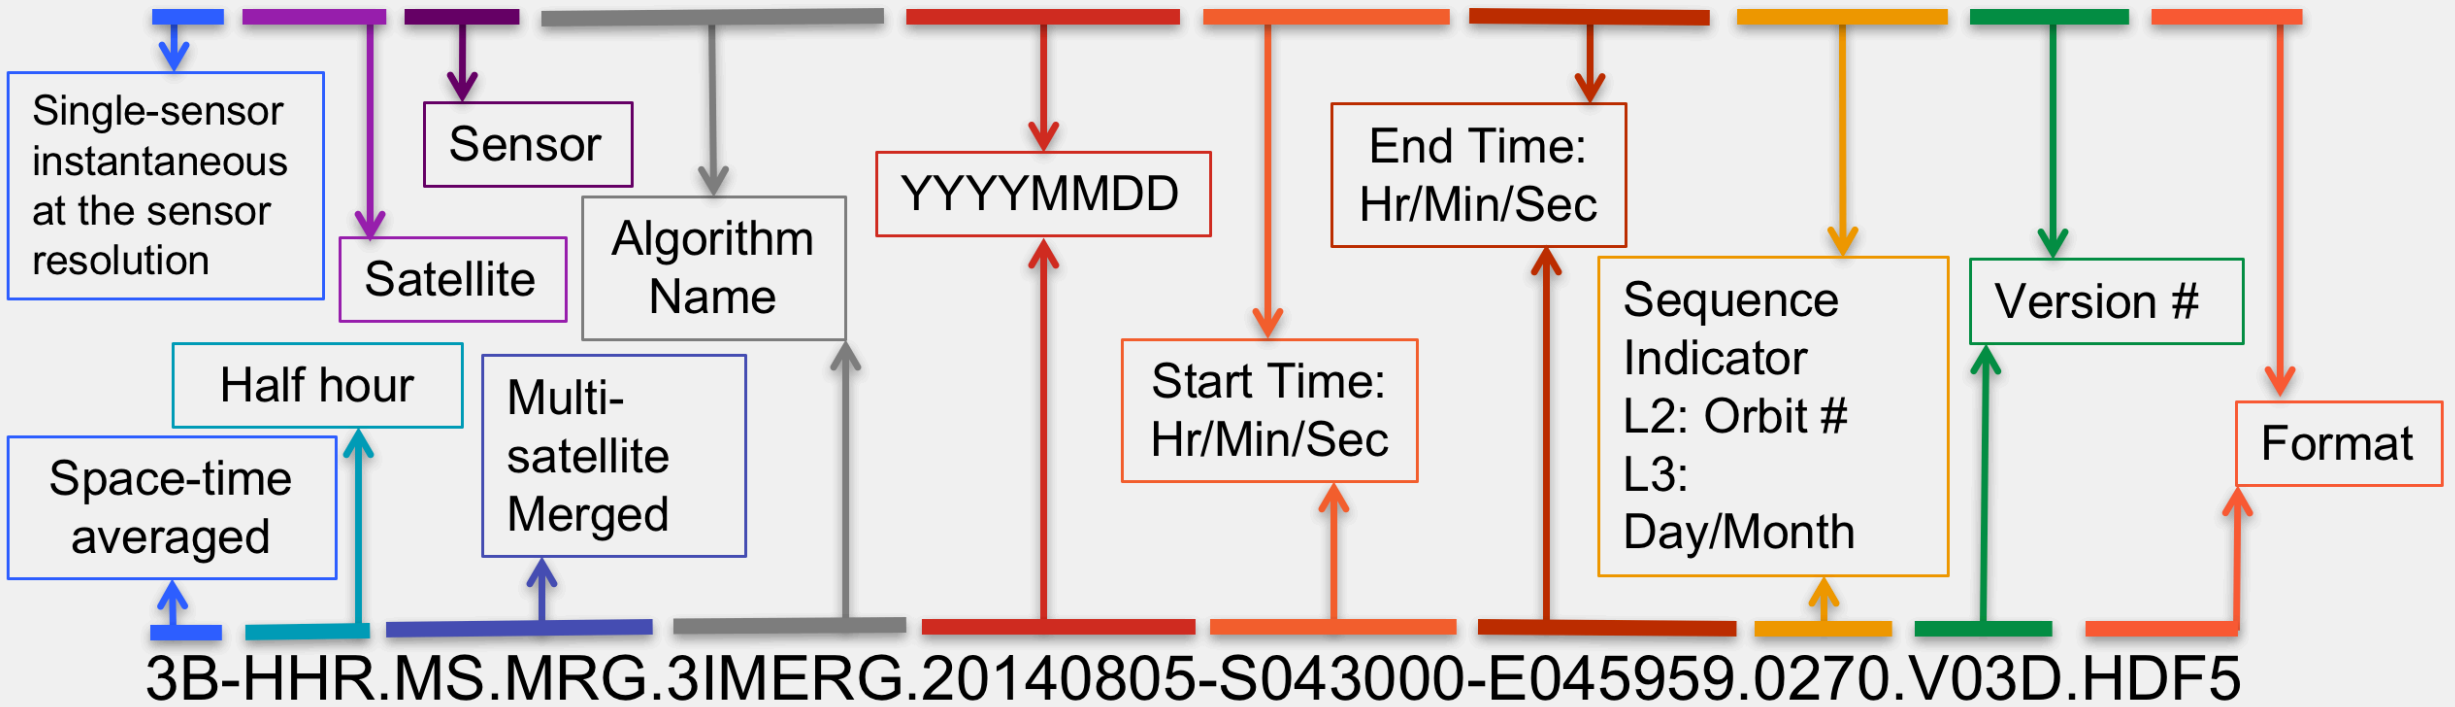 Single-sensor
instantaneous
at the sensor
resolution
Satellite
Sensor
Algorithm
Name
YYYYMMDD
Start Time:
Hr/Min/Sec
End Time:
Hr/Min/Sec
Sequence
Indicator
L2: Orbit #
L3:
Day/Month
Version #
Format
Space-time
averaged
Half hour
Multi-
satellite
Merged
3B-HHR.MS.MRG.3IMERG.20140805-S043000-E045959.0270.V03D.HDF5